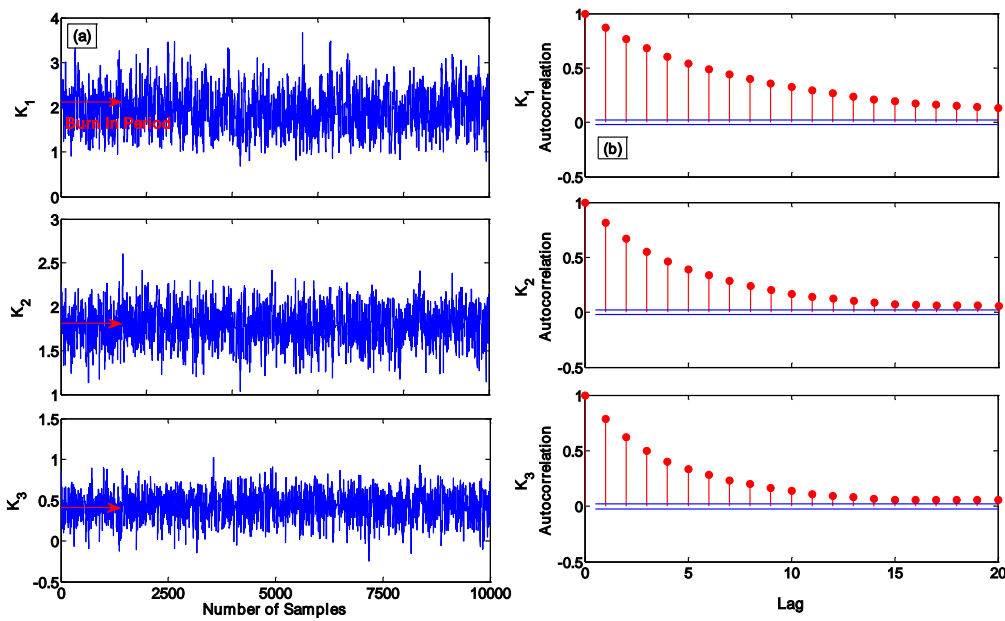 (a)
4
3
2
1
0
K1
Burn In Period
3
2.5
2
1.5
1
K2
1.5
1
0.5
0
-0.5
K3
0
2500
5000
7500
10000
Number of Samples
(b)
1
0.5
0
-0.5
K1
Autocorrelation
1
0.5
0
-0.5
K2
Autocorrelation
1
0.5
0
-0.5
K3
Autocorrelation
0
5
10
15
20
Lag